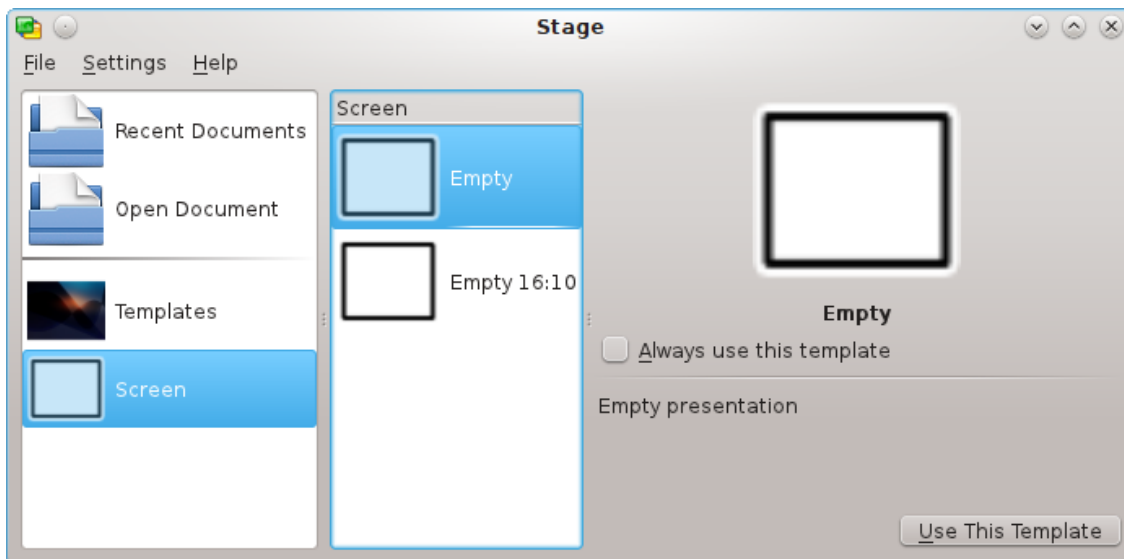 Stage
File Settings Help
Recent Documents
Open Document
Templates
Screen
Screen
Empty
Empty 16:10
Empty
Always use this template
Empty presentation
Use This Template